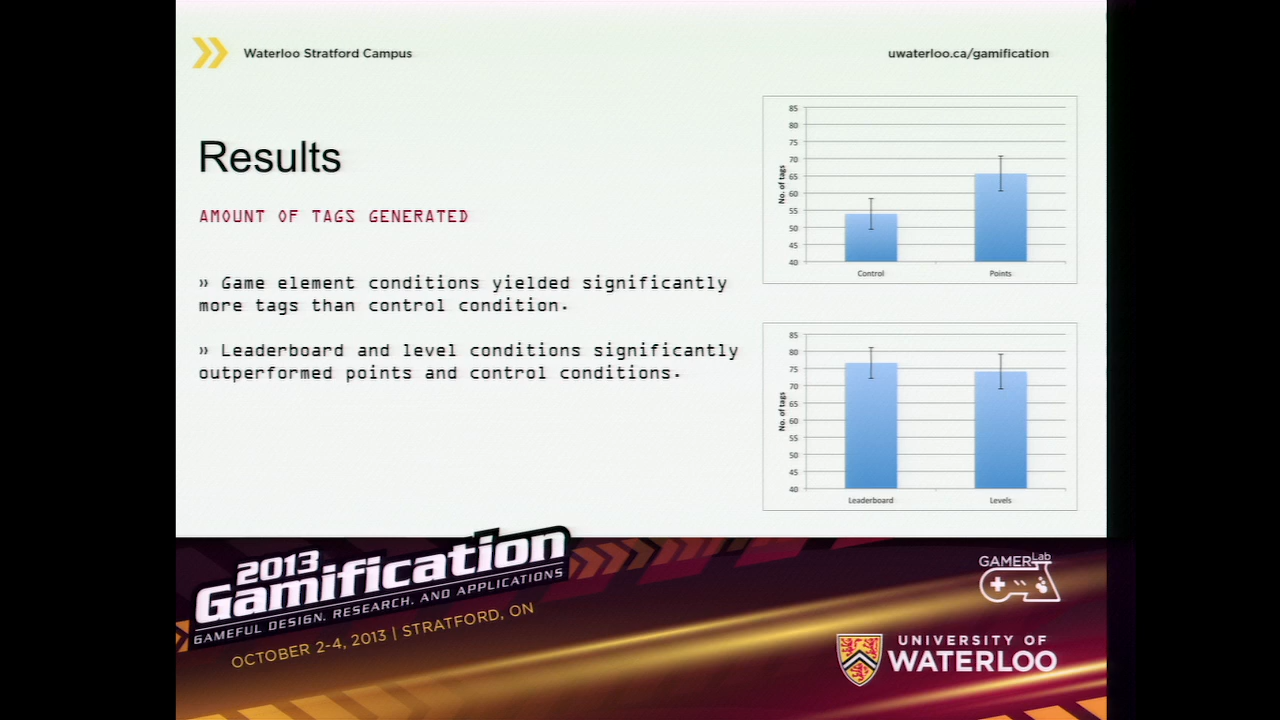 Waterloo Stratford Campus
uwaterloo.ca/gamification
Results
AMOUNT OF TAGS GENERATED
» Game element conditions yielded significantly
more tags than control condition.
» Leaderboard and level conditions significantly
outperformed points and control conditions.
85
80
75
70
65
60
55
50
45
40
No. of tags
Control Points
85
80
75
70
65
60
55
50
45
40
No. of tags
Leaderboard Levels
2013
Gamification
GAMEFUL DESIGN, RESEARCH, AND APPLICATIONS
OCTOBER 2-4, 2013 | STRATFORD, ON
GAMERLab
UNIVERSITY OF
WATERLOO